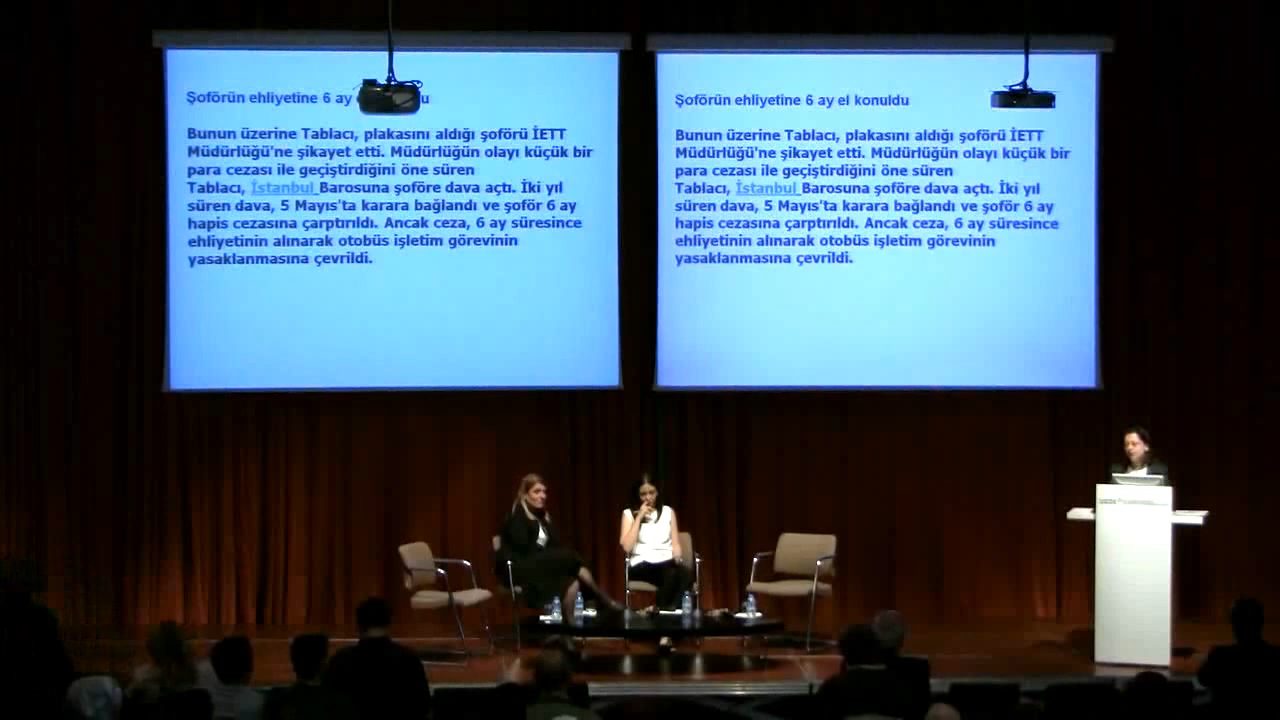 Şoförün ehliyetine 6 ay u
Bunun üzerine Tablacı, plakasını aldığı şoförü İETT
Müdürlüğü'ne şikayet etti. Müdürlüğün olayı küçük bir
para cezası ile geçiştirdiğini öne süren
Tablacı, İstanbul Barosuna şoföre dava açtı. İki yıl
süren dava, 5 Mayıs'ta karara bağlandı ve şoför 6 ay
hapis cezasına çarptırıldı. Ancak ceza, 6 ay süresince
ehliyetinin alınarak otobüs işletim görevinin
yasaklanmasına çevrildi.
Şoförün ehliyetine 6 ay el konuldu
Bunun üzerine Tablacı, plakasını aldığı şoförü İETT
Müdürlüğü'ne şikayet etti. Müdürlüğün olayı küçük bir
para cezası ile geçiştirdiğini öne süren
Tablacı, İstanbul Barosuna şoföre dava açtı. İki yıl
süren dava, 5 Mayıs'ta karara bağlandı ve şoför 6 ay
hapis cezasına çarptırıldı. Ancak ceza, 6 ay süresince
ehliyetinin alınarak otobüs işletim görevinin
yasaklanmasına çevrildi.